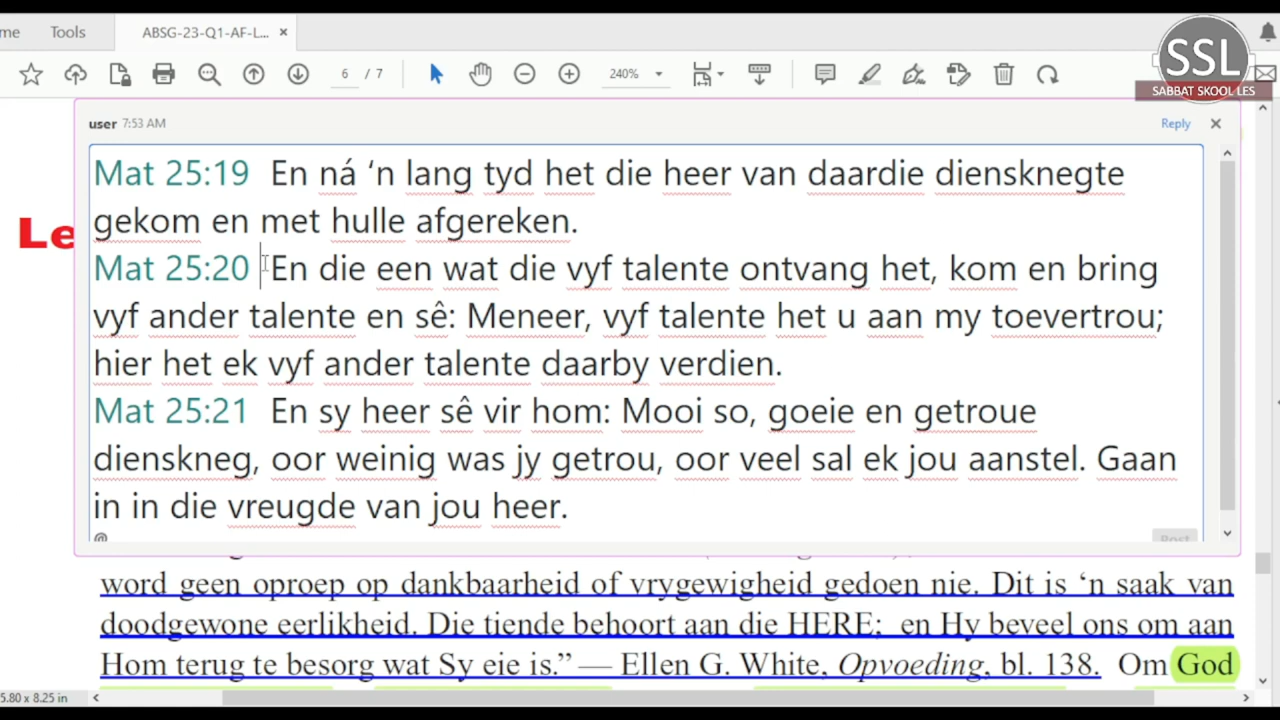 me Tools ABSG-23-Q1-AF-L... ×
6 / 7 240%
SSL
SABBAT SKOOL LES
user 7:53 AM Reply
Mat 25:19 En ná ‘n lang tyd het die heer van daardie diensknegte
gekom en met hulle afgereken.
Le
Mat 25:20 En die een wat die vyf talente ontvang het, kom en bring
vyf ander talente en sê: Meneer, vyf talente het u aan my toevertrou;
hier het ek vyf ander talente daarby verdien.
Mat 25:21 En sy heer sê vir hom: Mooi so, goeie en getroue
dienskneg, oor weinig was jy getrou, oor veel sal ek jou aanstel. Gaan
in in die vreugde van jou heer.
@ Post
word geen oproep op dankbaarheid of vrygewigheid gedoen nie. Dit is ‘n saak van
doodgewone eerlikheid. Die tiende behoort aan die HERE; en Hy beveel ons om aan
Hom terug te besorg wat Sy eie is.” — Ellen G. White, Opvoeding, bl. 138. Om God
5.80 x 8.25 in